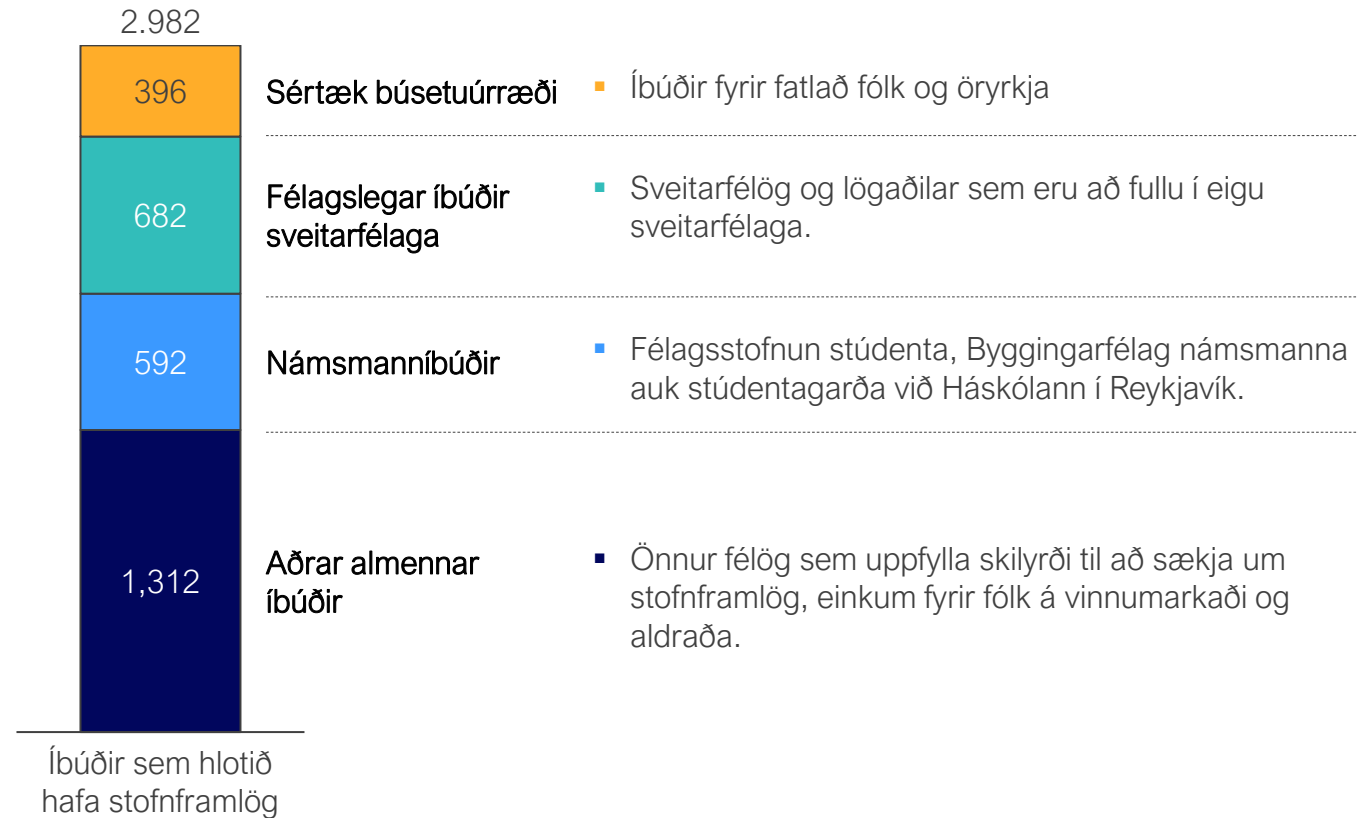 2.982
396
Sértæk búsetuúrræði
Íbúðir fyrir fatlað fólk og öryrkja
682
Félagslegar íbúðir
sveitarfélaga
Sveitarfélög og lögaðilar sem eru að fullu í eigu
sveitarfélaga.
592
Námsmanníbúðir
Félagsstofnun stúdenta, Byggingarfélag námsmanna
auk stúdentagarða við Háskólann í Reykjavík.
1,312
Aðrar almennar
íbúðir
Önnur félög sem uppfylla skilyrði til að sækja um
stofnframlög, einkum fyrir fólk á vinnumarkaði og
aldraða.
Íbúðir sem hlotið
hafa stofnframlög